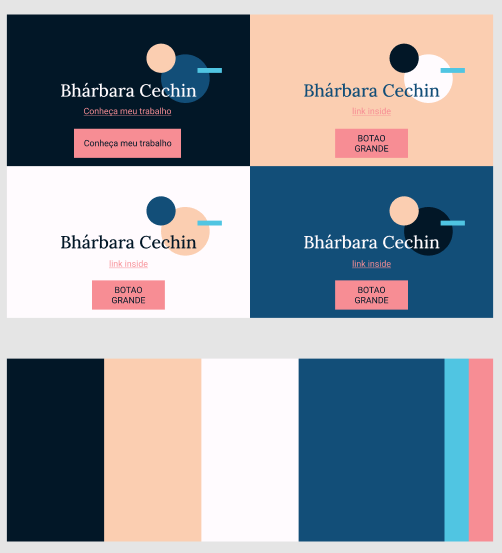 Bhárbara Cechin
Conheça meu trabalho
Conheça meu trabalho
Bhárbara Cechin
link inside
BOTAO
GRANDE
Bhárbara Cechin
link inside
BOTAO
GRANDE
Bhárbara Cechin
link inside
BOTAO
GRANDE